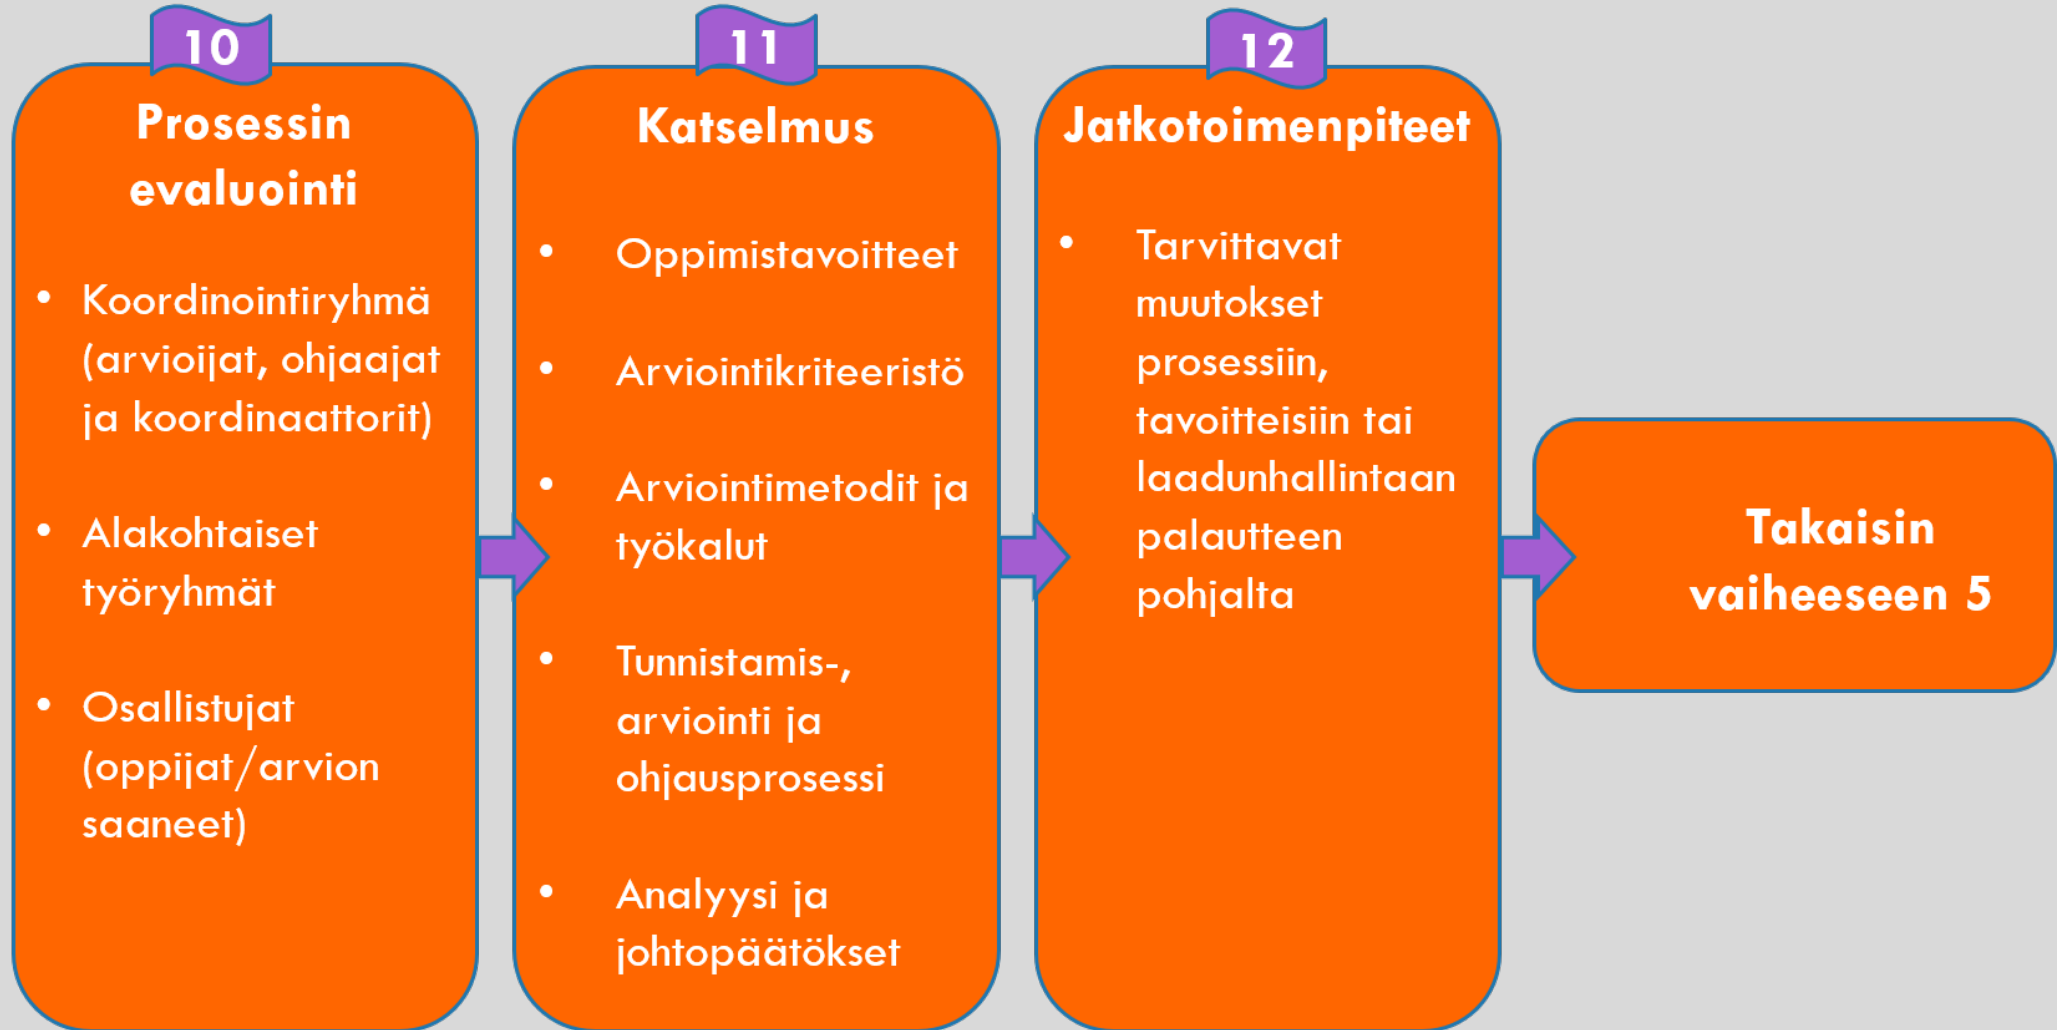 10
Prosessin
evaluointi
• Koordinointiryhmä
(arvioijat, ohjaajat
ja koordinaattorit)
• Alakohtaiset
työryhmät
• Osallistujat
(oppijat/arvion
saaneet)
11
Katselmus
• Oppimistavoitteet
• Arviointikriteeristö
• Arviointimetodit ja
työkalut
• Tunnistamis-,
arviointi ja
ohjausprosessi
• Analyysi ja
johtopäätökset
12
Jatkotoimenpiteet
• Tarvittavat
muutokset
prosessiin,
tavoitteisiin tai
laadunhallintaan
palautteen
pohjalta
Takaisin
vaiheeseen 5